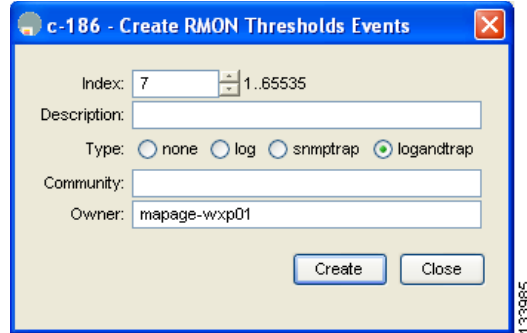 c-186 - Create RMON Thresholds Events
Index: 7 1..65535
Description:
Type: none log snmptrap logandtrap
Community:
Owner: mapage-wxp01
Create Close
133985